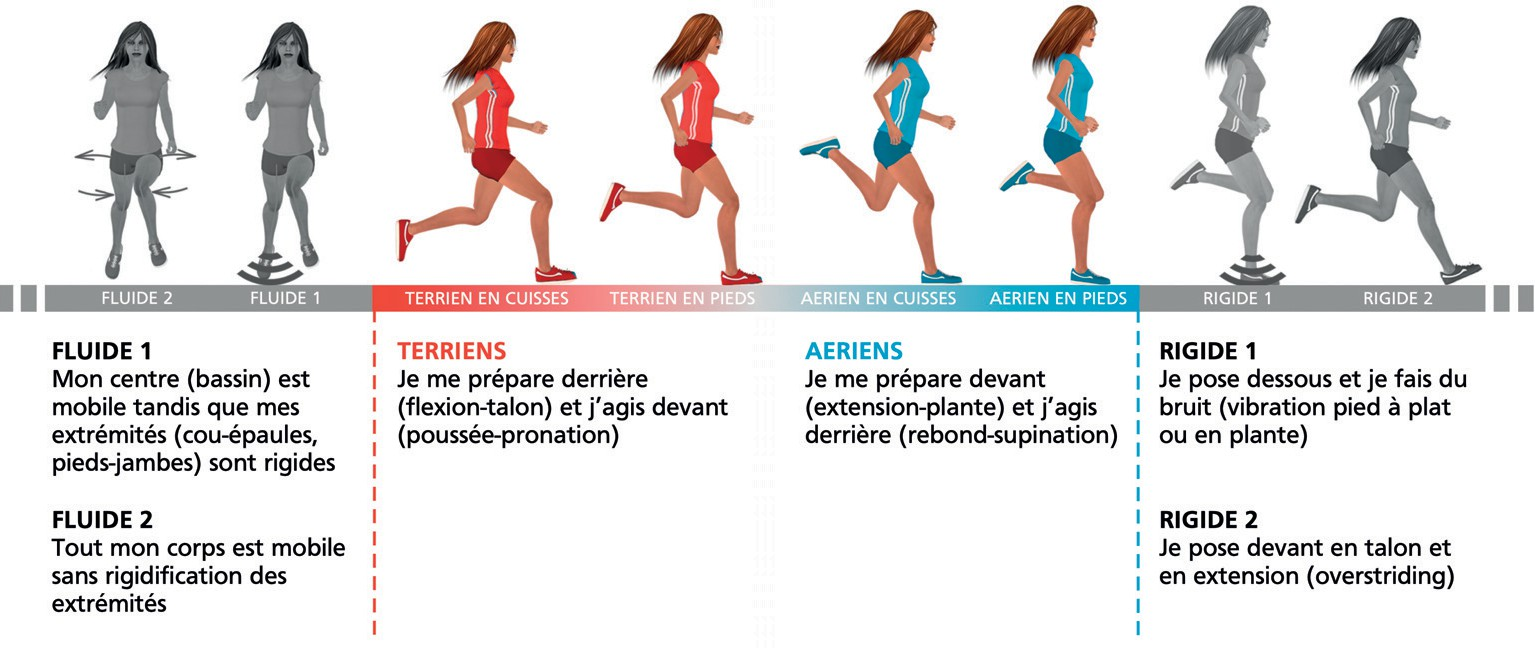 FLUIDE 2
FLUIDE 1
TERRIEN EN CUISSES
TERRIEN EN PIEDS
AERIEN EN CUISSES
AERIEN EN PIEDS
RIGIDE 1
RIGIDE 2
FLUIDE 1
Mon centre (bassin) est
mobile tandis que mes
extrémités (cou-épaules,
pieds-jambes) sont rigides
FLUIDE 2
Tout mon corps est mobile
sans rigidification des
extrémités
TERRIENS
Je me prépare derrière
(flexion-talon) et j’agis devant
(poussée-pronation)
AERIENS
Je me prépare devant
(extension-plante) et j’agis
derrière (rebond-supination)
RIGIDE 1
Je pose dessous et je fais du
bruit (vibration pied à plat
ou en plante)
RIGIDE 2
Je pose devant en talon et
en extension (overstriding)